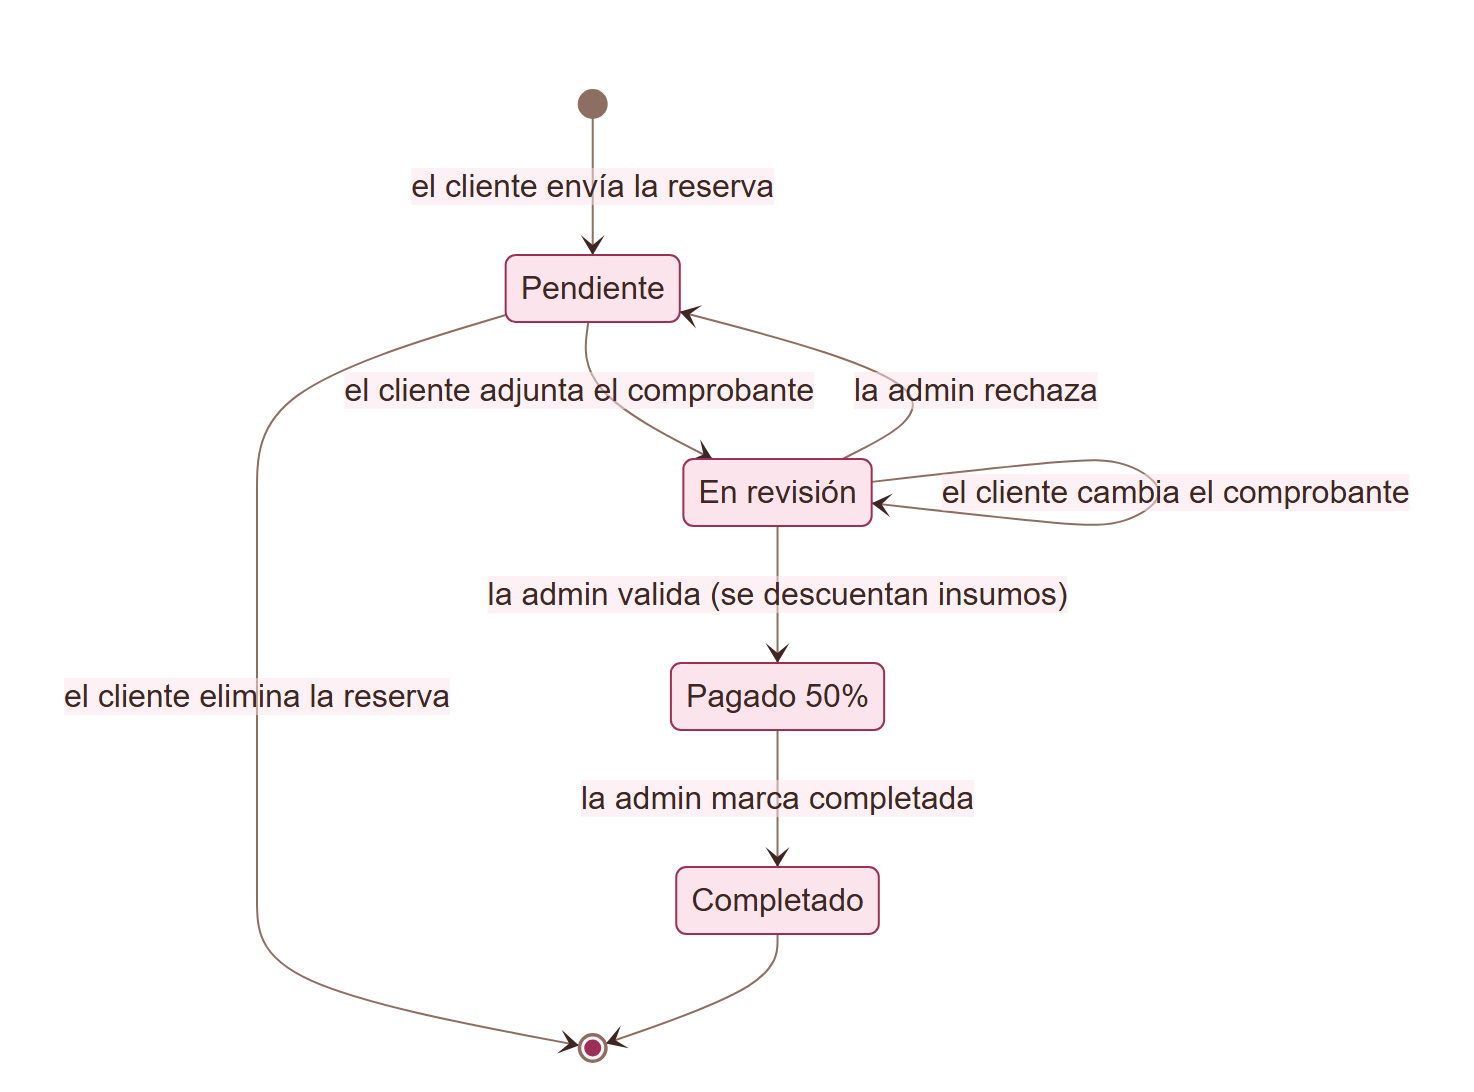 el cliente envía la reserva
Pendiente
el cliente adjunta el comprobante
la admin rechaza
En revisión
el cliente cambia el comprobante
la admin valida (se descuentan insumos)
el cliente elimina la reserva
Pagado 50%
la admin marca completada
Completado